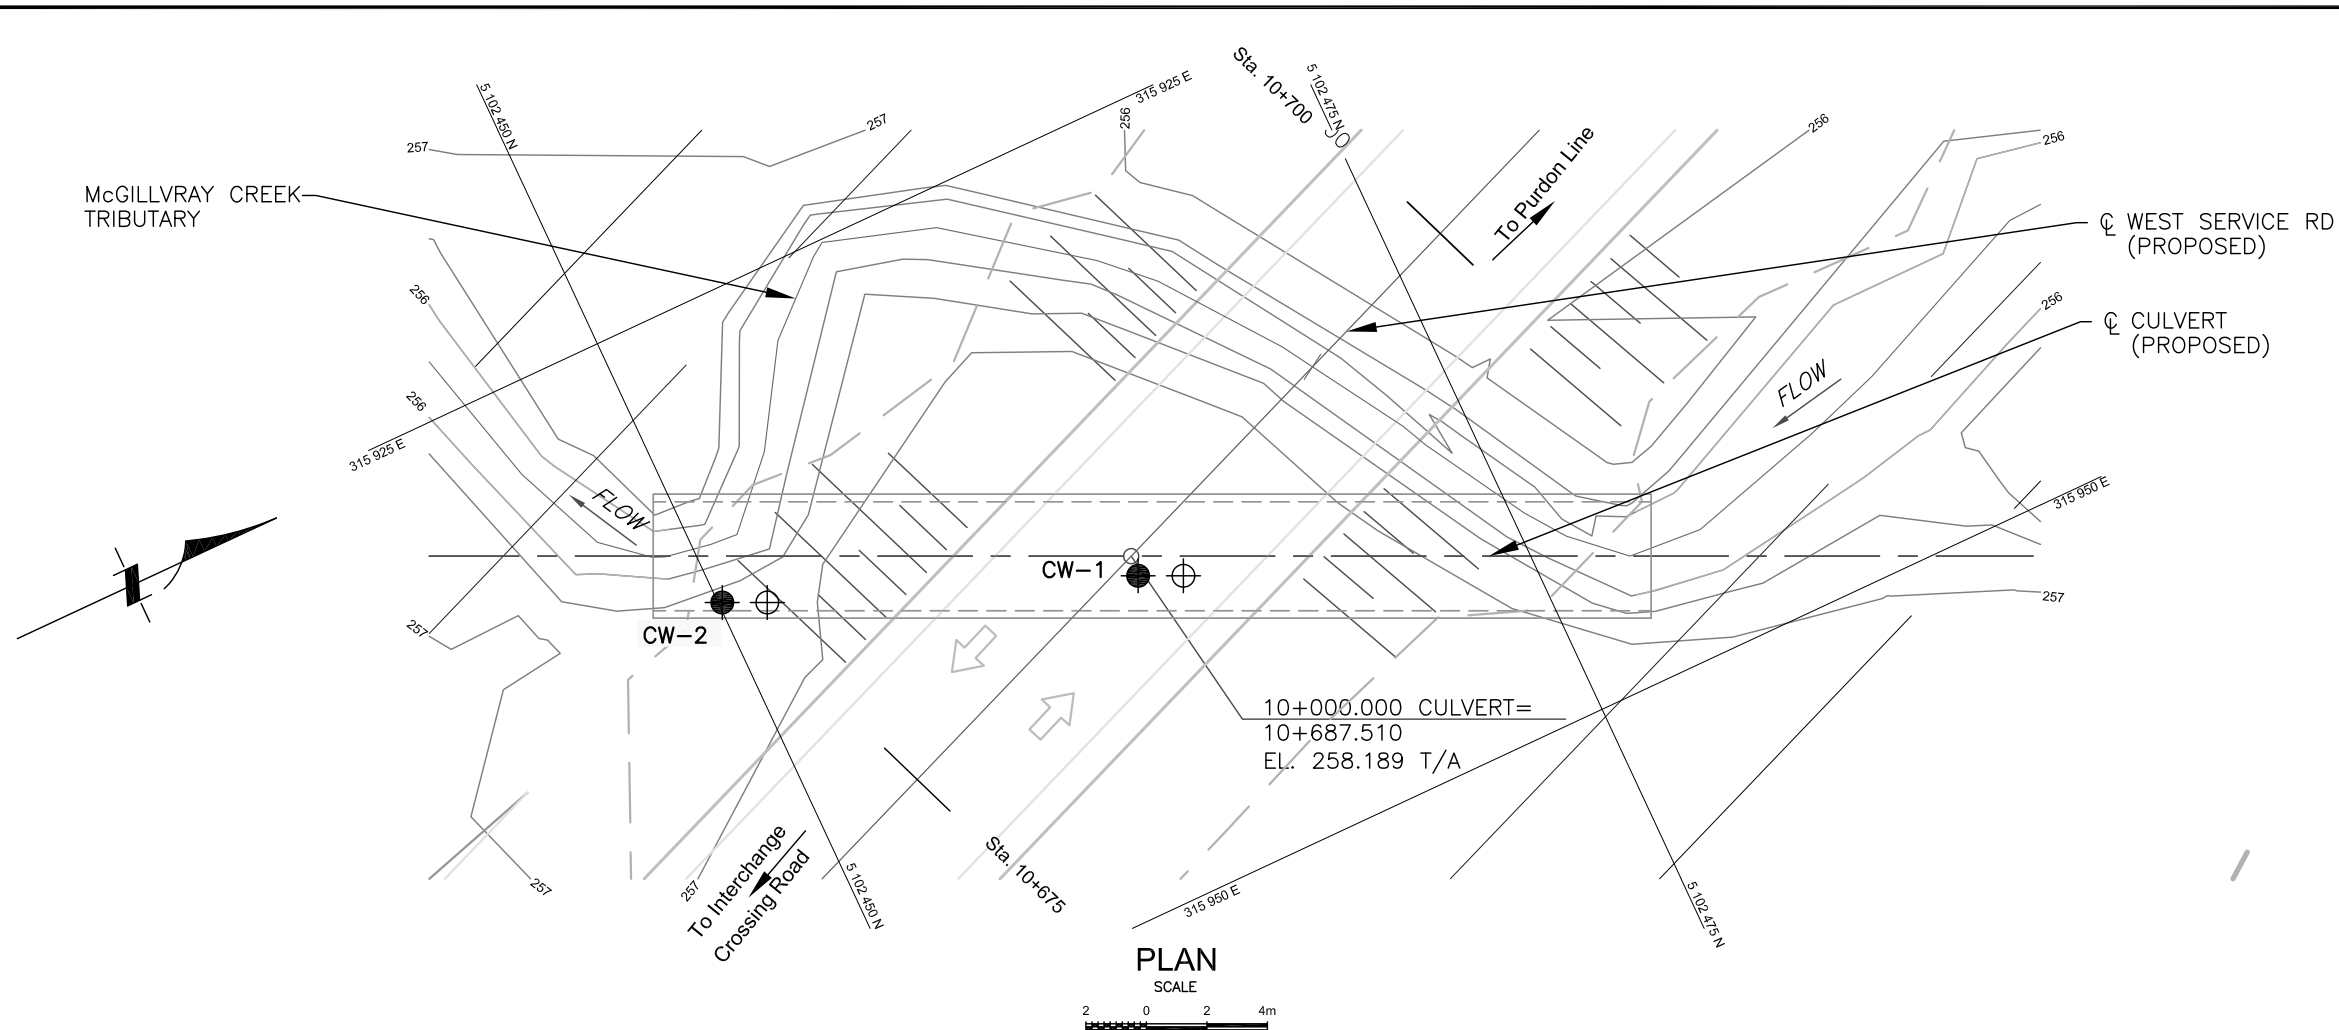 Sta. 10+700
5 102 475 N
5 102 450 N
315 925 E
256
257
257
256
256
To Purdon Line
McGILLVRAY CREEK
TRIBUTARY
℄ WEST SERVICE RD
(PROPOSED)
256
256
℄ CULVERT
(PROPOSED)
FLOW
256
315 925 E
315 950 E
FLOW
CW-1
257
257
CW-2
10+000.000 CULVERT=
10+687.510
EL. 258.189 T/A
To Interchange
Crossing Road
Sta. 10+675
257
257
5 102 450 N
315 950 E
5 102 475 N
PLAN
SCALE
2 0 2 4m